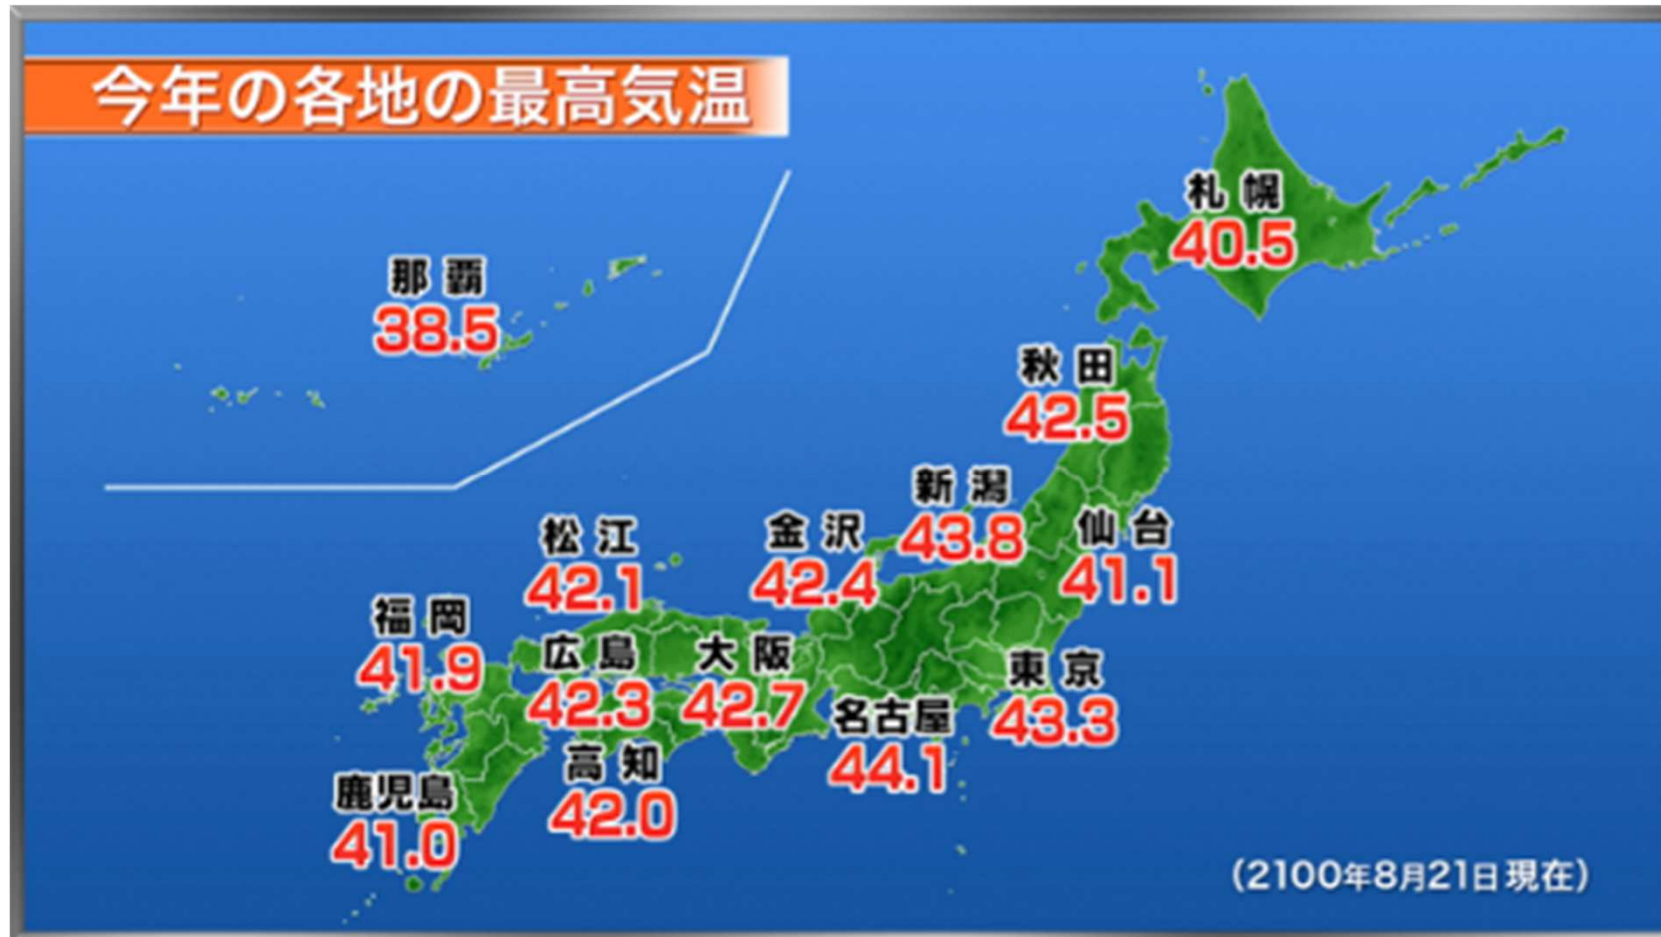 今年の各地の最高気温
札幌
40.5
那覇
38.5
秋田
42.5
新潟
43.8
金沢
42.4
仙台
41.1
松江
42.1
福岡
41.9
広島
42.3
大阪
42.7
東京
43.3
名古屋
44.1
高知
42.0
鹿児島
41.0
(2100年8月21日現在)